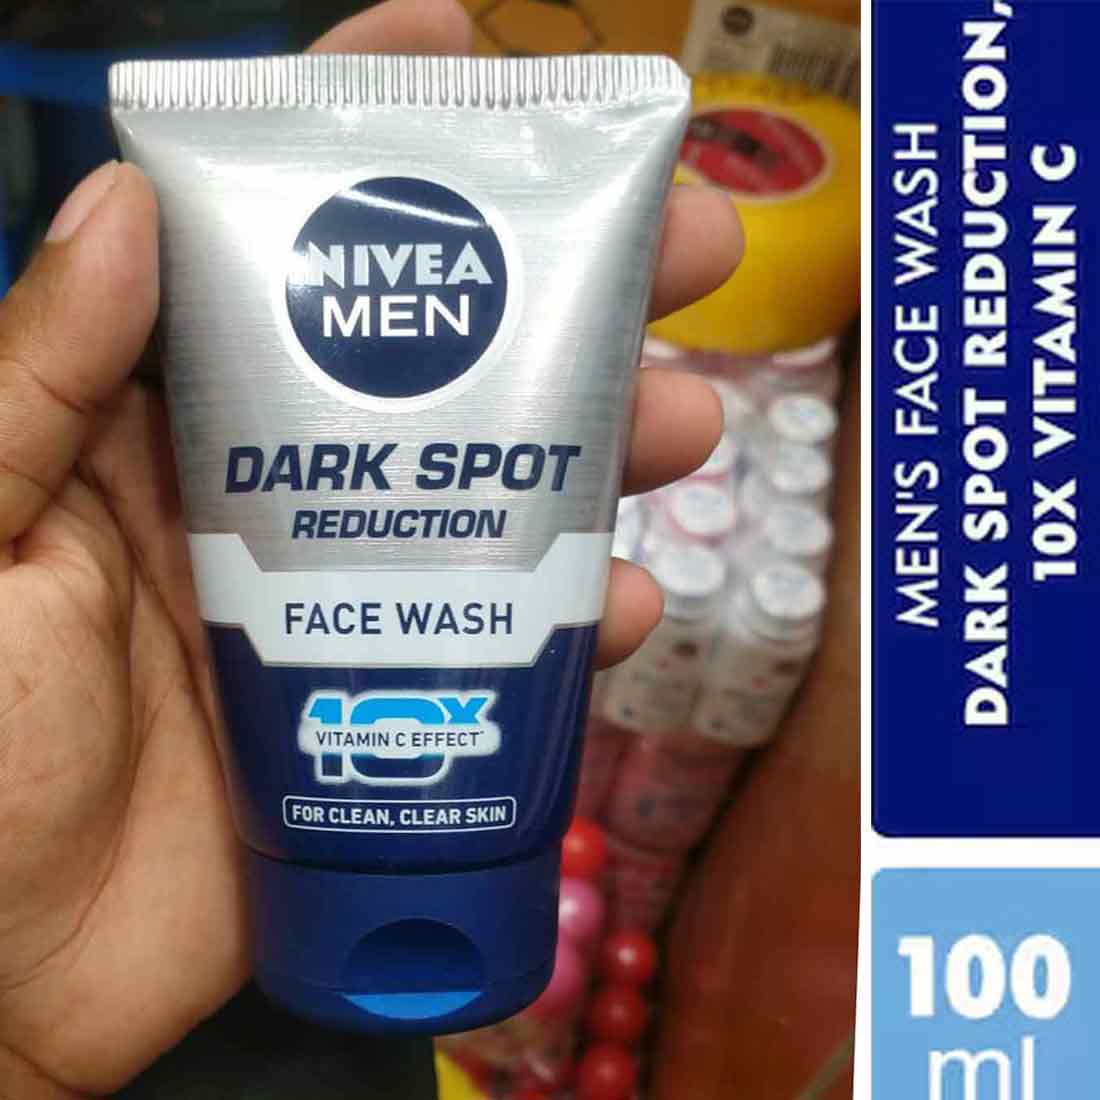 NIVEA
MEN
DARK SPOT
REDUCTION
FACE WASH
10X
VITAMIN C EFFECT*
FOR CLEAN, CLEAR SKIN
MEN'S FACE WASH
DARK SPOT REDUCTION,
10X VITAMIN C
100
ml